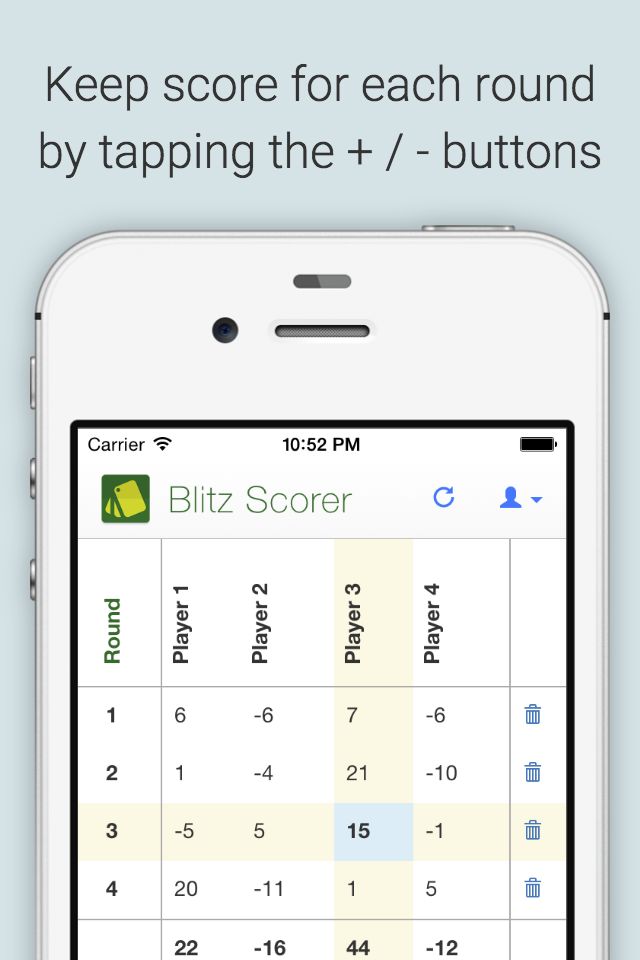 Keep score for each round
by tapping the + / - buttons
Carrier 10:52 PM
Blitz Scorer
Round Player 1 Player 2 Player 3 Player 4
1 6 -6 7 -6
2 1 -4 21 -10
3 -5 5 15 -1
4 20 -11 1 5
22 -16 44 -12